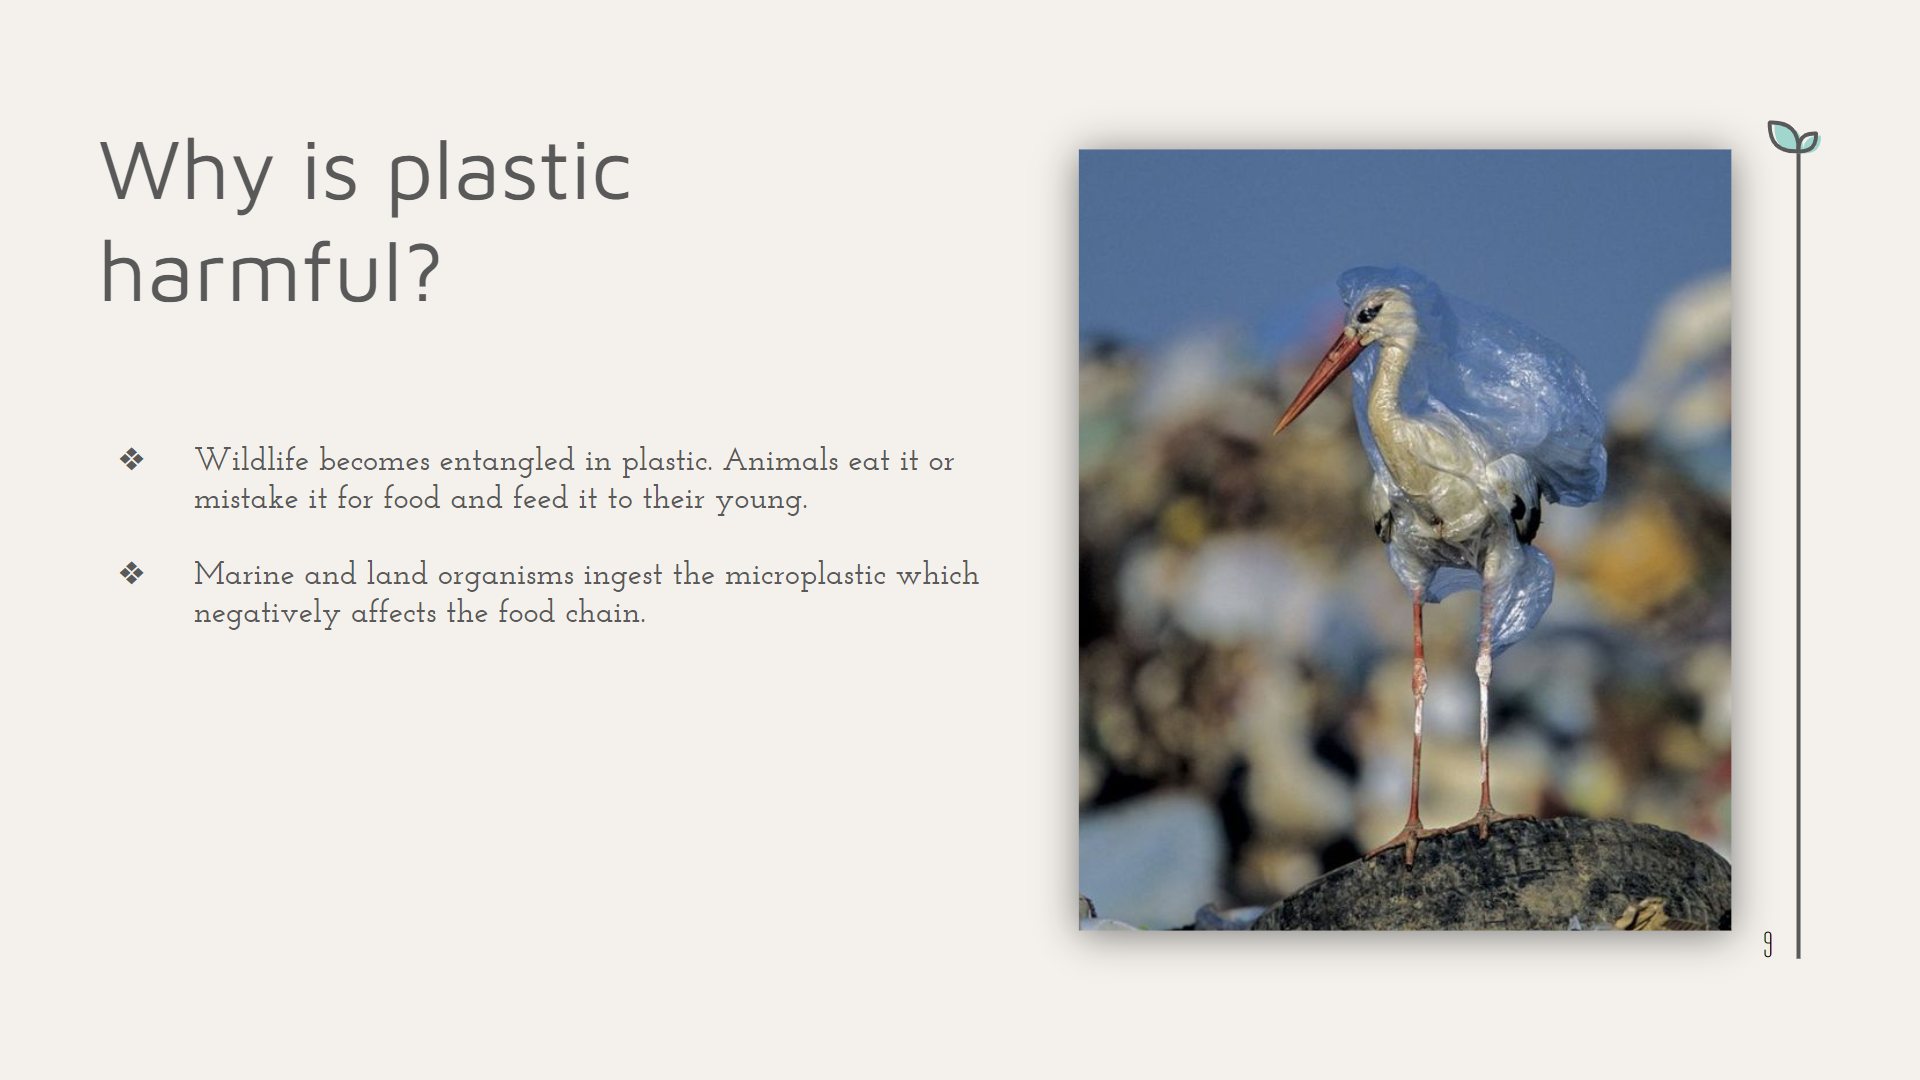 Why is plastic
harmful?
❖ Wildlife becomes entangled in plastic. Animals eat it or
mistake it for food and feed it to their young.
❖ Marine and land organisms ingest the microplastic which
negatively affects the food chain.
9